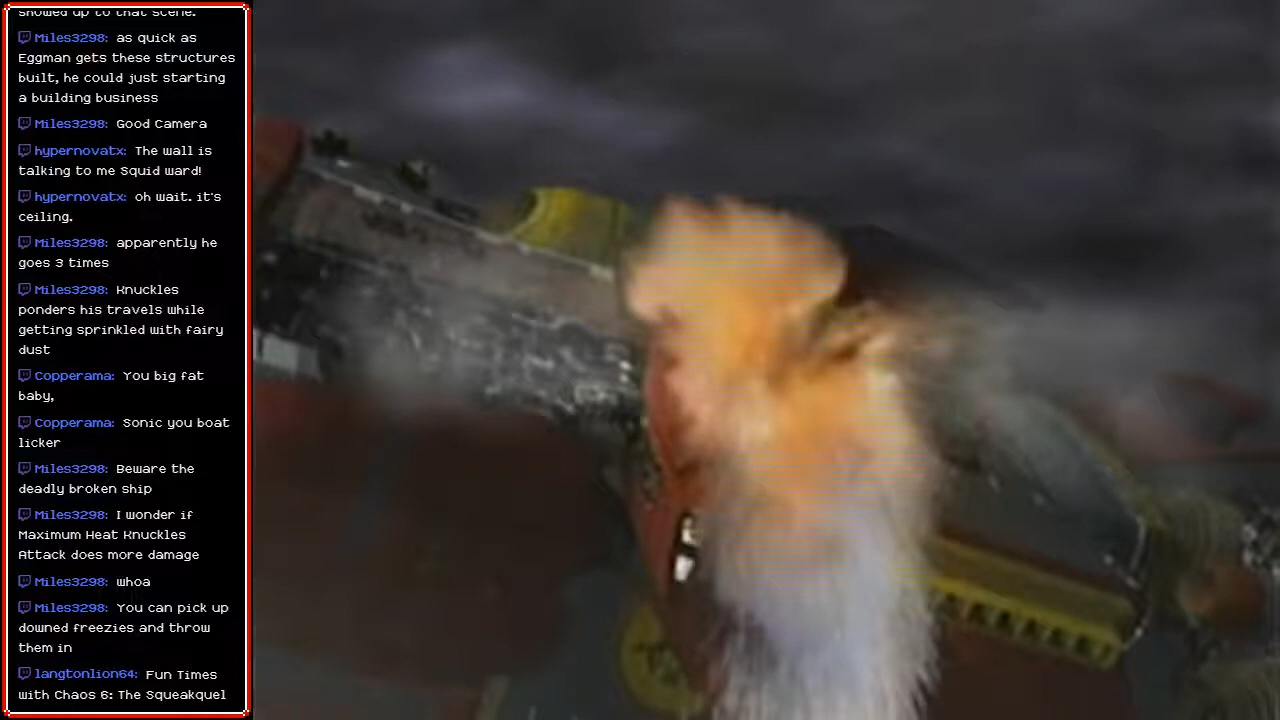 showed up to that scene.
Miles3298: as quick as
Eggman gets these structures
built, he could just starting
a building business
Miles3298: Good Camera
hypernovatx: The wall is
talking to me Squid ward!
hypernovatx: oh wait. it's
ceiling.
Miles3298: apparently he
goes 3 times
Miles3298: Knuckles
ponders his travels while
getting sprinkled with fairy
dust
Copperama: You big fat
baby,
Copperama: Sonic you boat
licker
Miles3298: Beware the
deadly broken ship
Miles3298: I wonder if
Maximum Heat Knuckles
Attack does more damage
Miles3298: whoa
Miles3298: You can pick up
downed freezies and throw
them in
langtonlion64: Fun Times
with Chaos 6: The Squeakquel